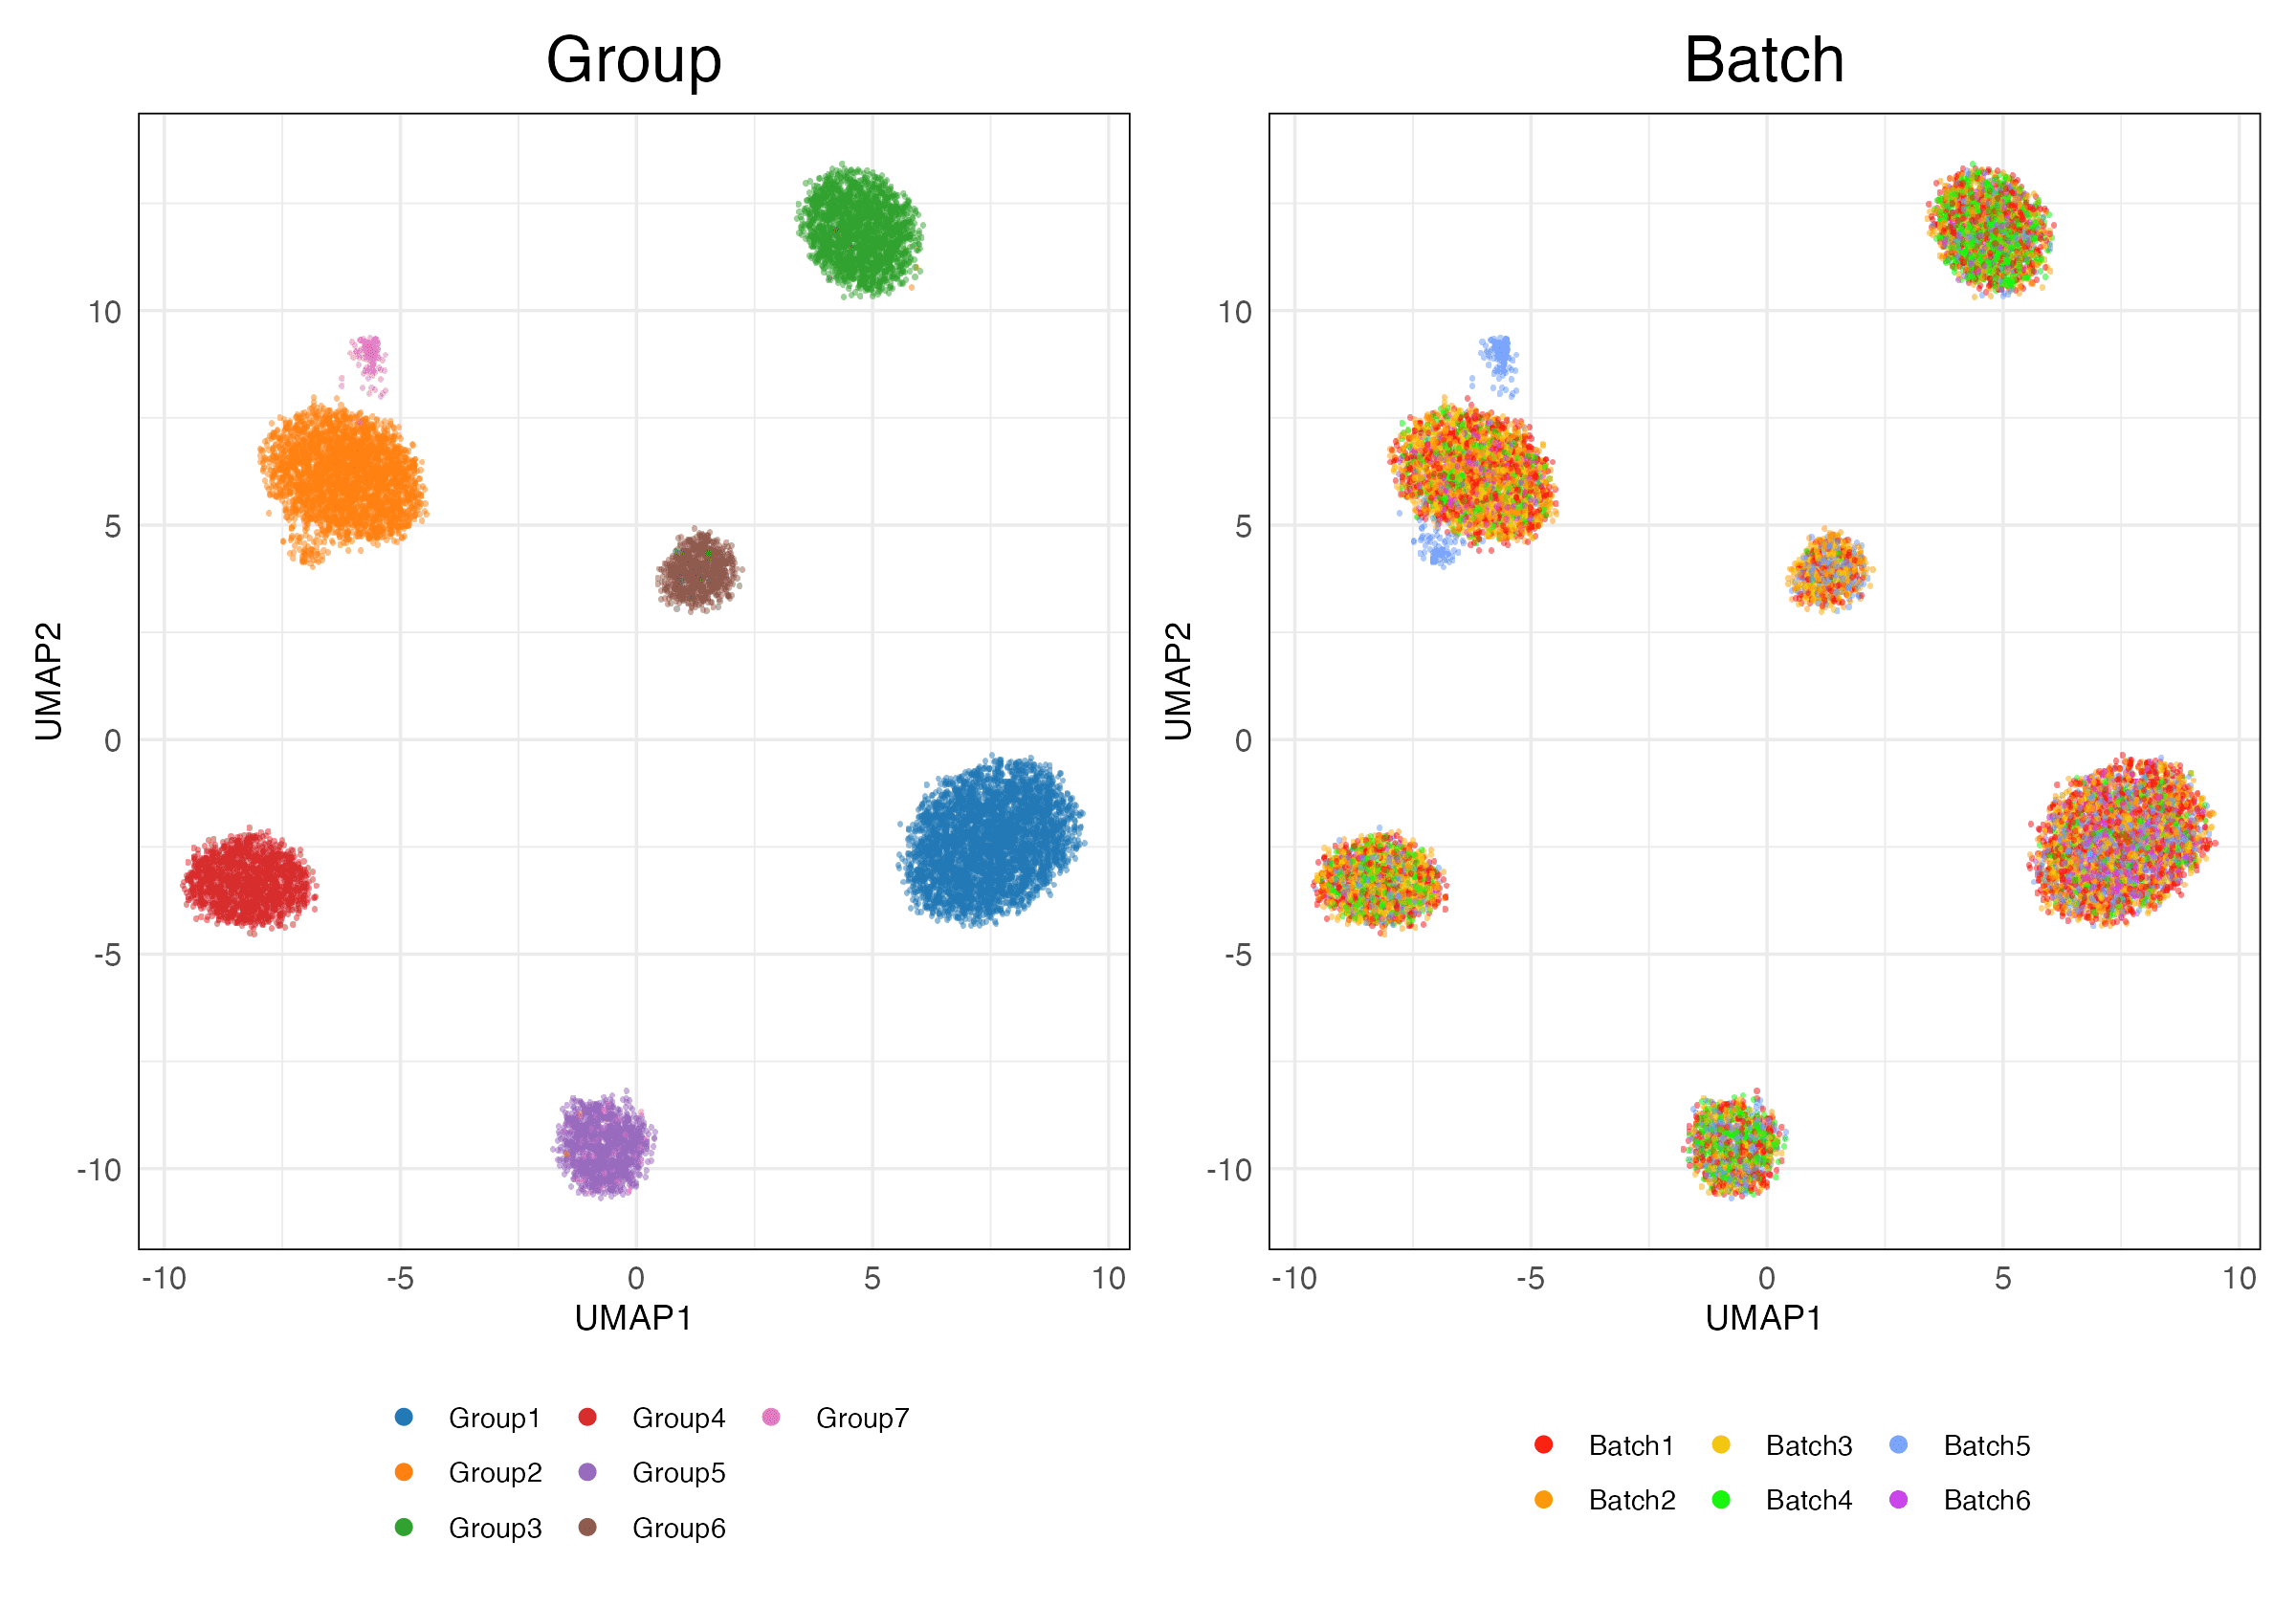 Group
10
5
0
-5
-10
UMAP2
-10 -5 0 5 10
UMAP1
Group1 Group4 Group7
Group2 Group5
Group3 Group6
Batch
10
5
0
-5
-10
UMAP2
-10 -5 0 5 10
UMAP1
Batch1 Batch3 Batch5
Batch2 Batch4 Batch6